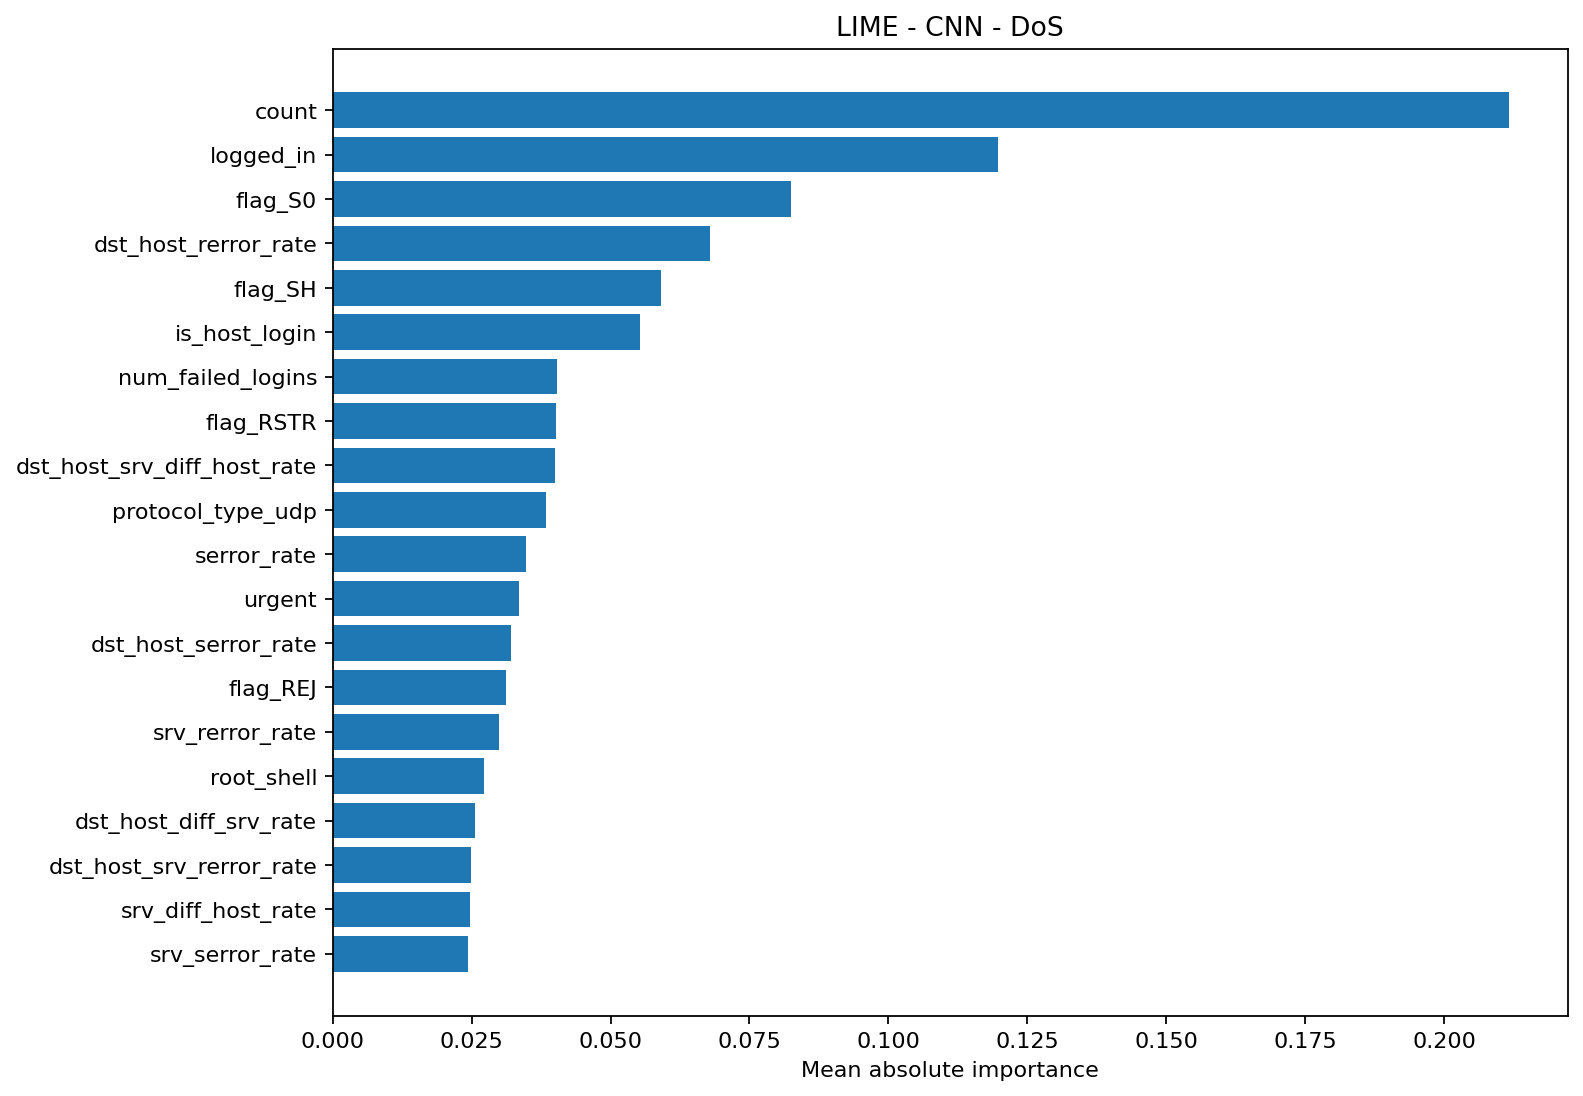 LIME - CNN - DoS
count
logged_in
flag_S0
dst_host_rerror_rate
flag_SH
is_host_login
num_failed_logins
flag_RSTR
dst_host_srv_diff_host_rate
protocol_type_udp
serror_rate
urgent
dst_host_serror_rate
flag_REJ
srv_rerror_rate
root_shell
dst_host_diff_srv_rate
dst_host_srv_rerror_rate
srv_diff_host_rate
srv_serror_rate
0.000 0.025 0.050 0.075 0.100 0.125 0.150 0.175 0.200
Mean absolute importance